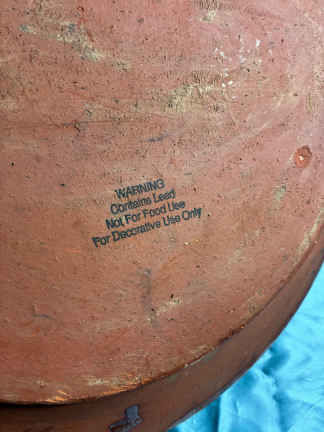 WARNING
Contains Lead
Not For Food Use
For Decorative Use Only